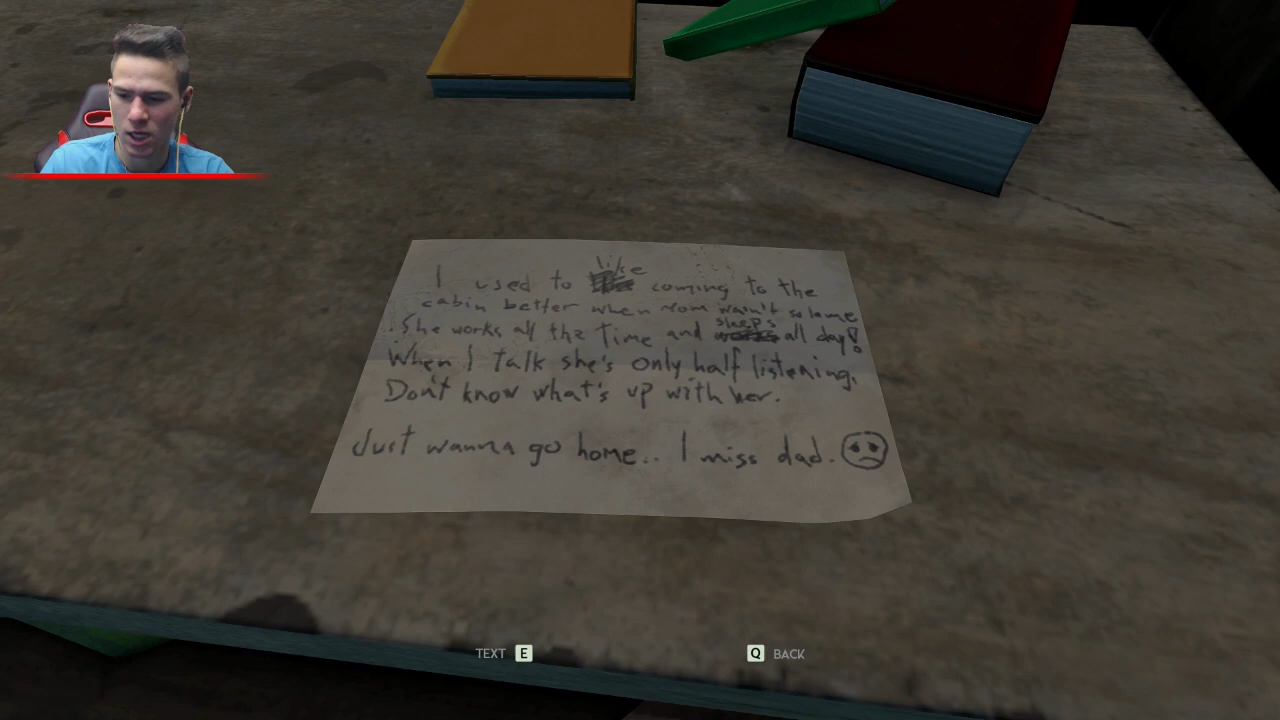 I used to like coming to the
cabin better when Mom wasn't so lame
She works all the time and sleeps all day!
When I talk she's only half listening.
Don't know what's up with her.
Just wanna go home.. I miss dad.
TEXT E
Q BACK